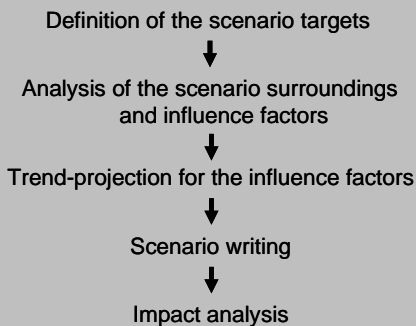 Definition of the scenario targets
Analysis of the scenario surroundings
and influence factors
Trend-projection for the influence factors
Scenario writing
Impact analysis